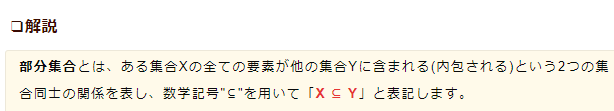 ❏解説
部分集合とは、ある集合Xの全ての要素が他の集合Yに含まれる(内包される)という2つの集
合同士の関係を表し、数学記号"⊆"を用いて「X ⊆ Y」と表記します。